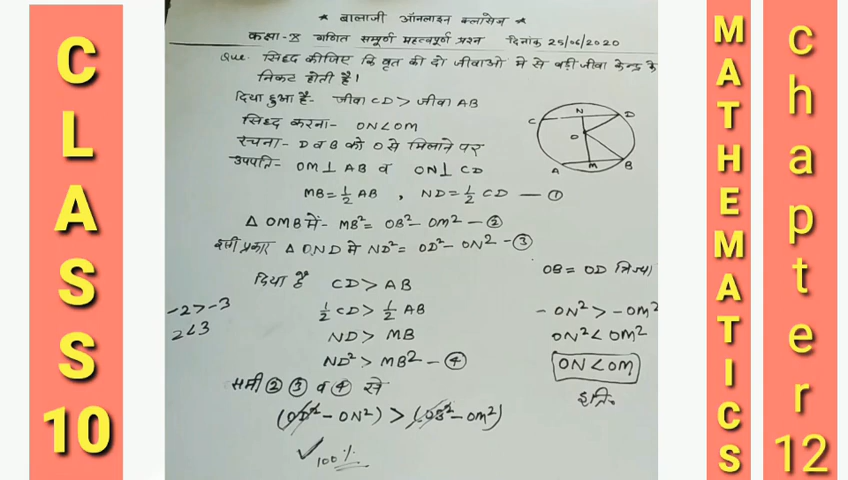 CLASS 10
★ बालाजी ऑनलाइन क्लासेज ★
कक्षा-X गणित सम्पूर्ण महत्वपूर्ण प्रश्न दिनांक 25/06/2020
Que. सिध्द कीजिए कि वृत की दो जीवाओं में से बडी जीवा केन्द्र के
निकट होती है।
दिया हुआ है- जीवा CD > जीवा AB
सिध्द करना- ON<OM
रचना- D व B को O से मिलाने पर
उपपति- OM⊥AB व ON⊥CD
MB=1/2 AB , ND=1/2 CD — ①
△ OMB में- MB²= OB²- OM² - ②
इसी प्रकार △ OND में ND²= OD²- ON² - ③
दिया है CD > AB
1/2 CD > 1/2 AB
ND > MB
ND² > MB² - ④
समी ② ③ व ④ से
(OD² - ON²) > (OB² - OM²)
✓ 100%
-2 > -3
2<3
C N D
O
A M B
OB = OD त्रिज्या
- ON² > - OM²
ON² < OM²
ON < OM
MATHEMATICS
chapter 12